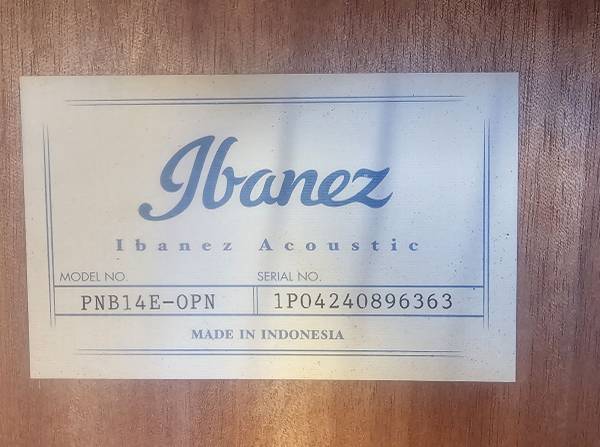 Ibanez
Ibanez Acoustic
MODEL NO. SERIAL NO.
PNB14E-OPN 1P04240896363
MADE IN INDONESIA